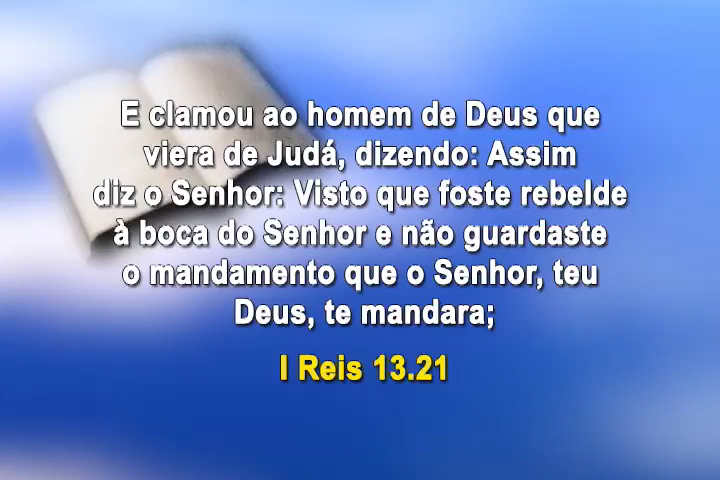 E clamou ao homem de Deus que
viera de Judá, dizendo: Assim
diz o Senhor: Visto que foste rebelde
à boca do Senhor e não guardaste
o mandamento que o Senhor, teu
Deus, te mandara;
I Reis 13.21